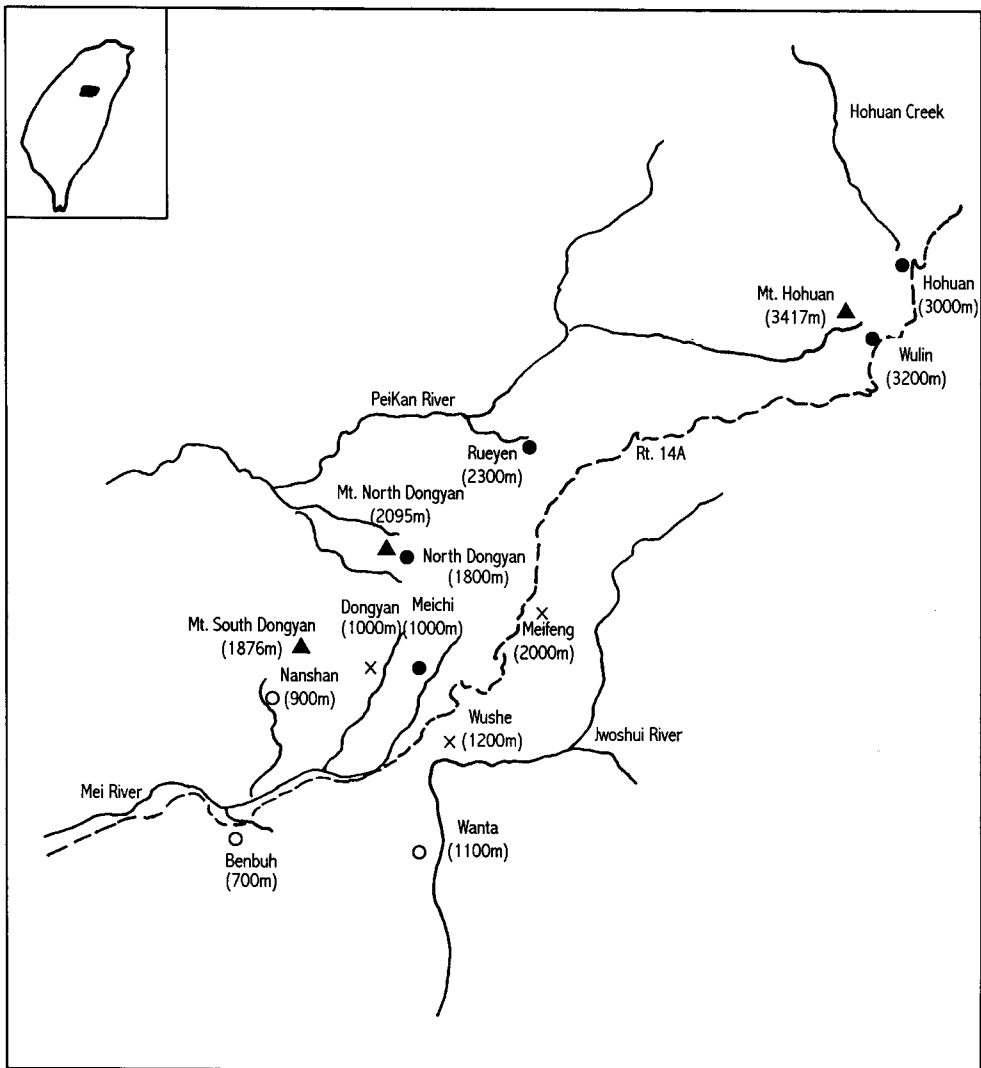 Hohuan Creek
Hohuan
(3000m)
Mt. Hohuan
(3417m)
Wulin
(3200m)
PeiKan River
Rt. 14A
Rueyen
(2300m)
Mt. North Dongyan
(2095m)
North Dongyan
(1800m)
Dongyan
(1000m)
Meichi
(1000m)
Meifeng
(2000m)
Mt. South Dongyan
(1876m)
Nanshan
(900m)
Wushe
(1200m)
Jwoshui River
Mei River
Wanta
(1100m)
Benbuh
(700m)